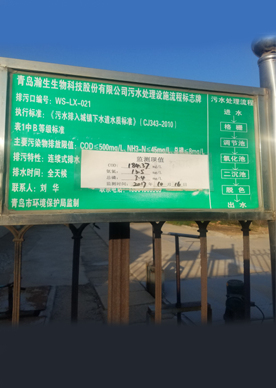 青岛瀚生生物科技股份有限公司污水处理设施流程标志牌
排污口编号：WS-LX-021
执行标准：《污水排入城镇下水道水质标准》（CJ343-2010）
表1中B等级标准
主要污染物排放限值：COD≤500mg/L、NH3-N≤45mg/L、总磷≤8mg/L
排污特性：连续式排水
排水时间：全天候
联系人：刘 华
青岛市环境保护局监制
监测现值
污水处理流程
进 水
格 栅
调节池
氧化池
二沉池
脱 色
出 水